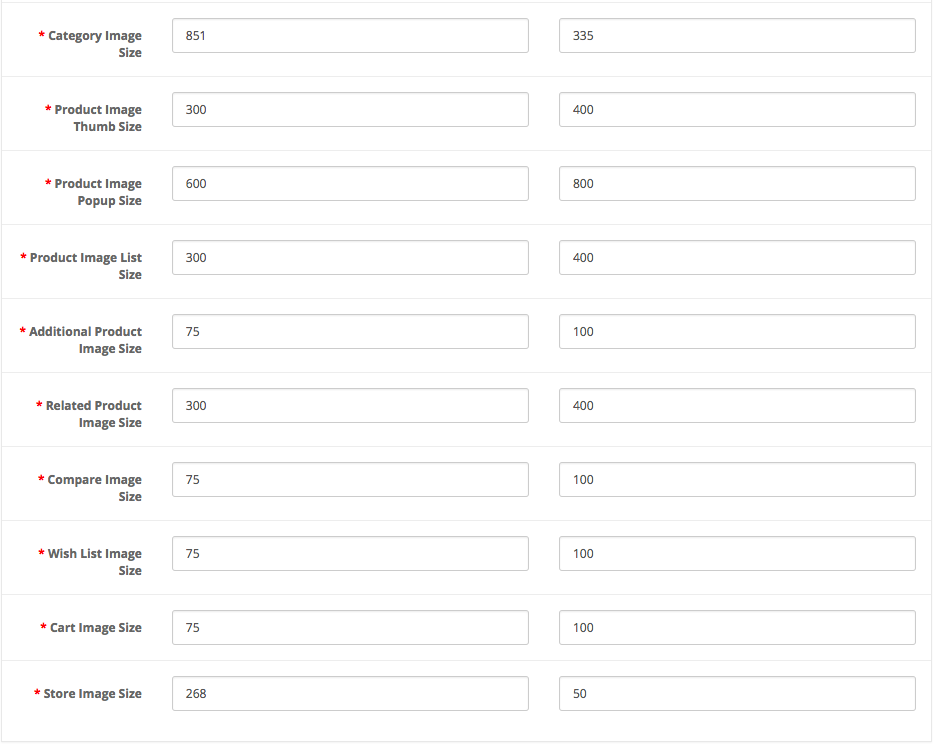 * Category Image 851 335
Size
* Product Image 300 400
Thumb Size
* Product Image 600 800
Popup Size
* Product Image List 300 400
Size
* Additional Product 75 100
Image Size
* Related Product 300 400
Image Size
* Compare Image 75 100
Size
* Wish List Image 75 100
Size
* Cart Image Size 75 100
* Store Image Size 268 50